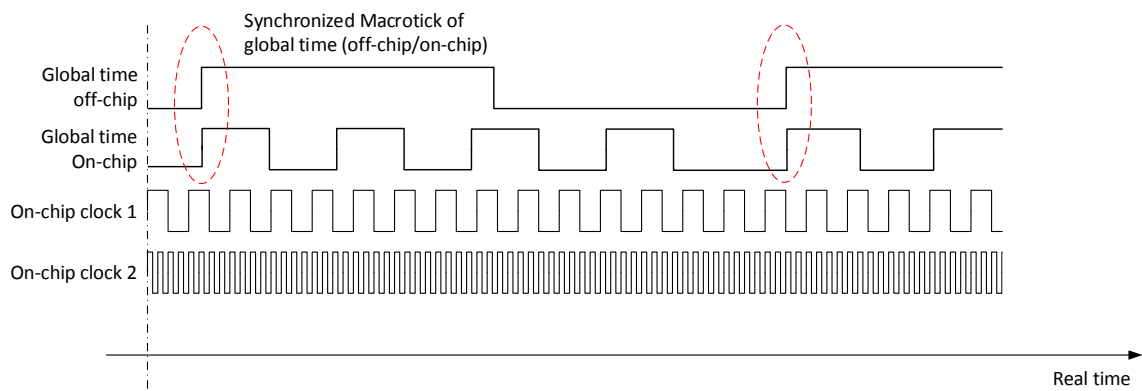 Synchronized Macrotick of
global time (off-chip/on-chip)
Global time
off-chip
Global time
On-chip
On-chip clock 1
On-chip clock 2
Real time